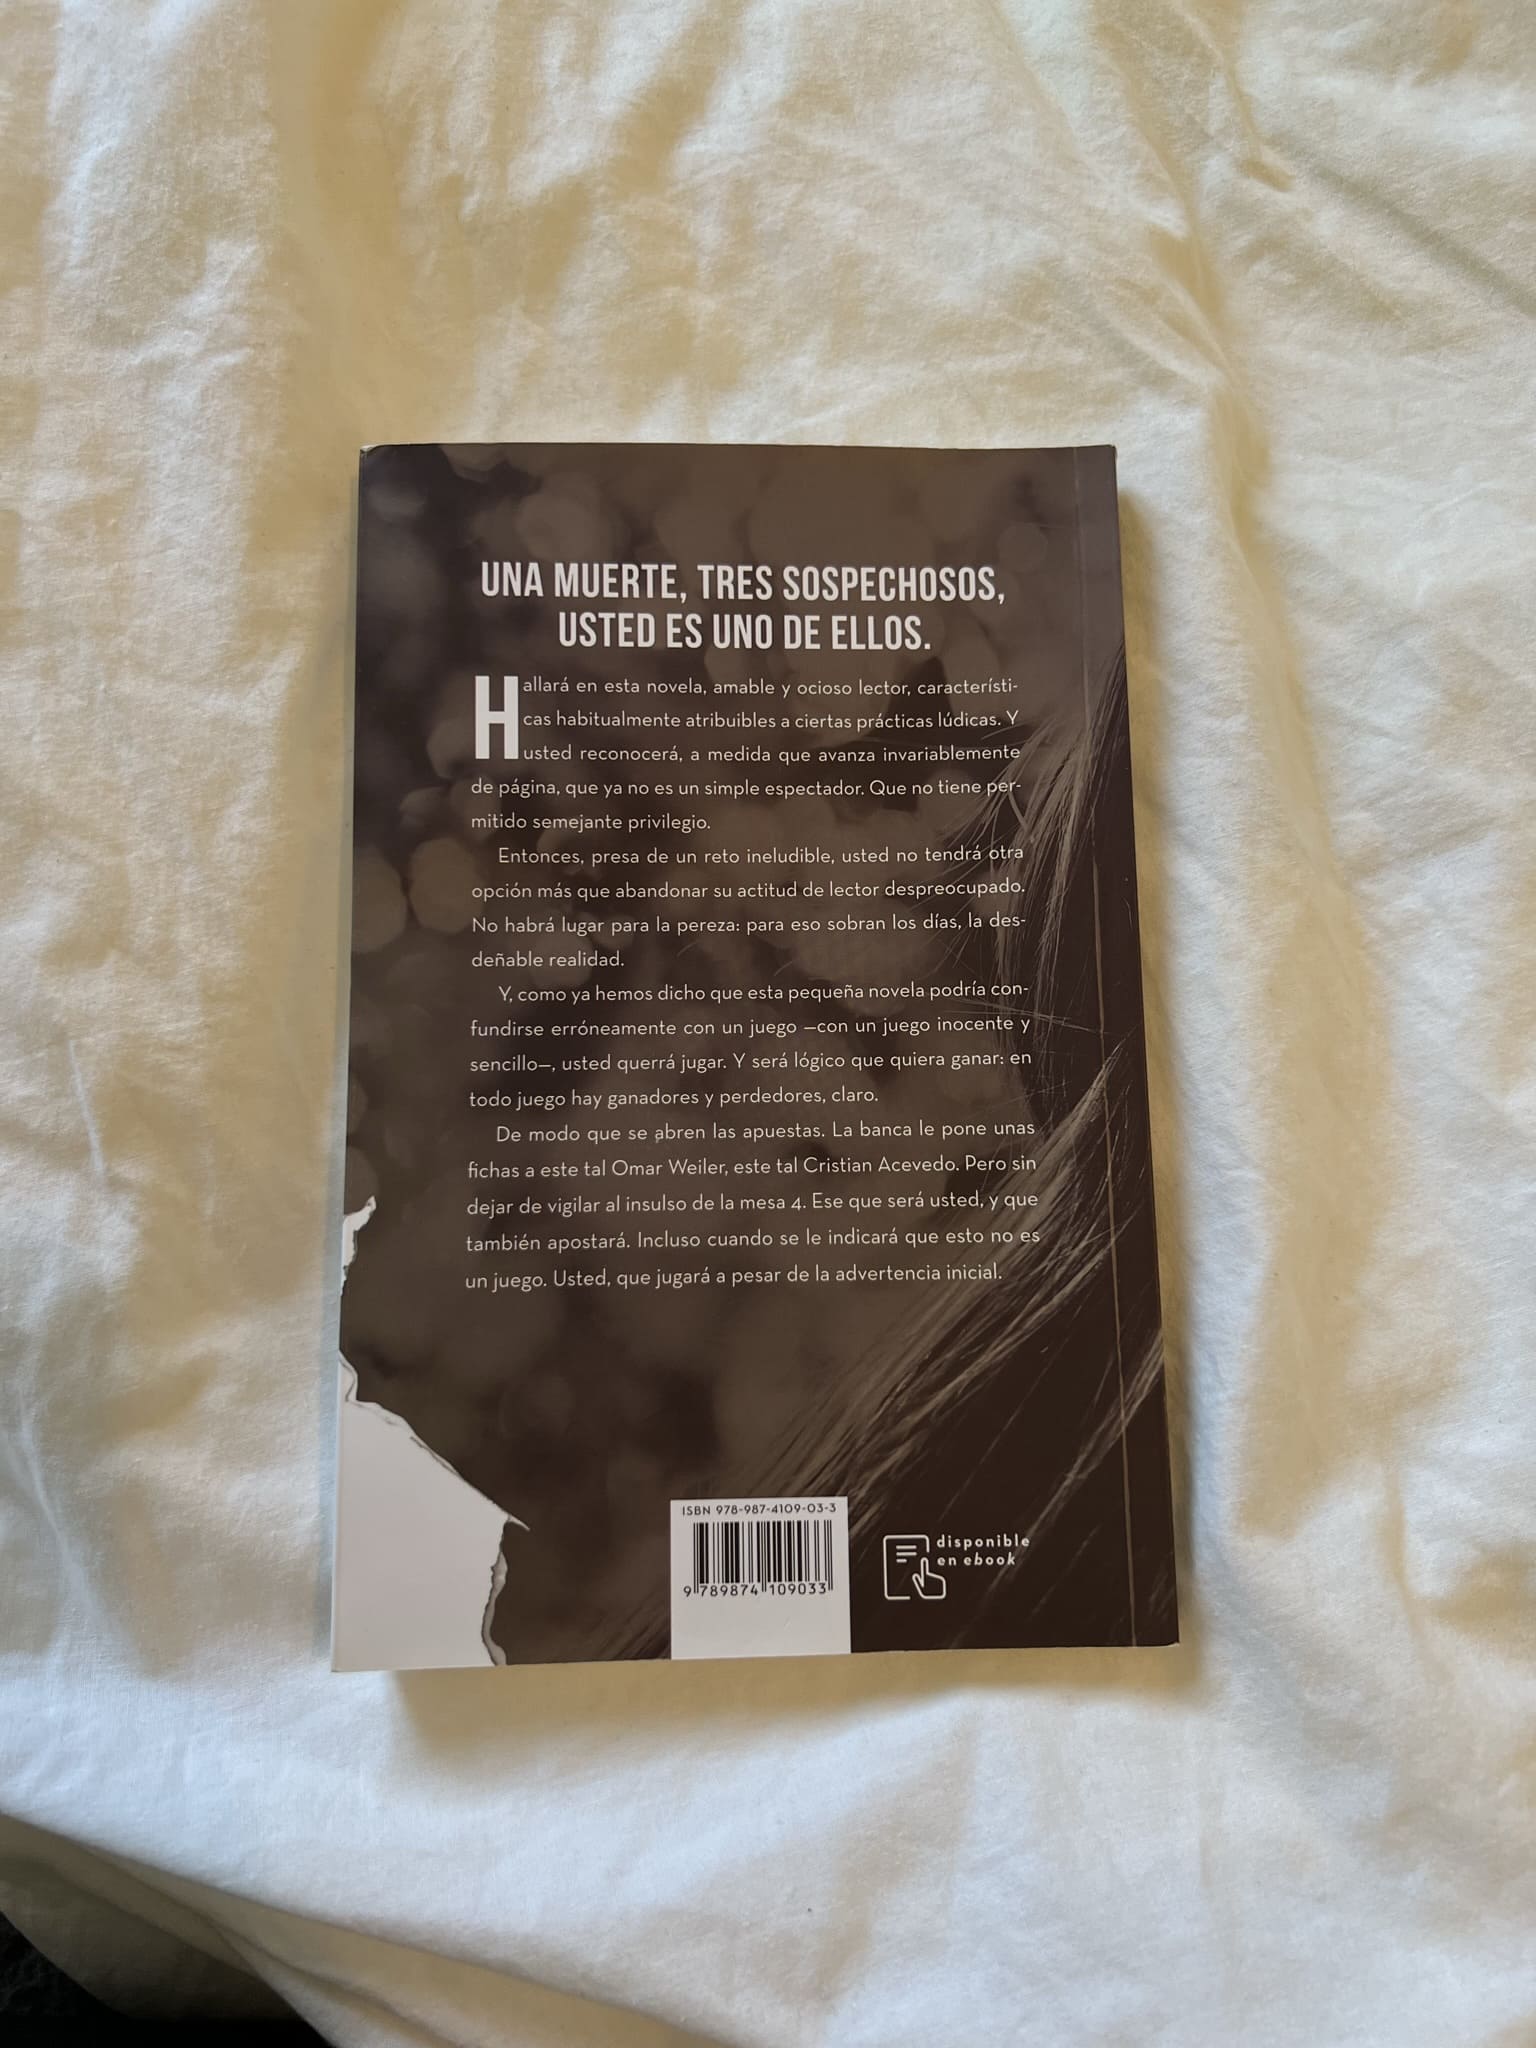 UNA MUERTE, TRES SOSPECHOSOS,
USTED ES UNO DE ELLOS.
Hallará en esta novela, amable y ocioso lector, característi-
cas habitualmente atribuibles a ciertas prácticas lúdicas. Y
usted reconocerá, a medida que avanza invariablemente
de página, que ya no es un simple espectador. Que no tiene per-
mitido semejante privilegio.
Entonces, presa de un reto ineludible, usted no tendrá otra
opción más que abandonar su actitud de lector despreocupado.
No habrá lugar para la pereza: para eso sobran los días, la des-
deñable realidad.
Y, como ya hemos dicho que esta pequeña novela podría con-
fundirse erróneamente con un juego —con un juego inocente y
sencillo—, usted querrá jugar. Y será lógico que quiera ganar: en
todo juego hay ganadores y perdedores, claro.
De modo que se abren las apuestas. La banca le pone unas
fichas a este tal Omar Weiler, este tal Cristian Acevedo. Pero sin
dejar de vigilar al insulso de la mesa 4. Ese que será usted, y que
también apostará. Incluso cuando se le indicará que esto no es
un juego. Usted, que jugará a pesar de la advertencia inicial.
ISBN 978-987-4109-03-3
9 789874 109033
disponible
en ebook